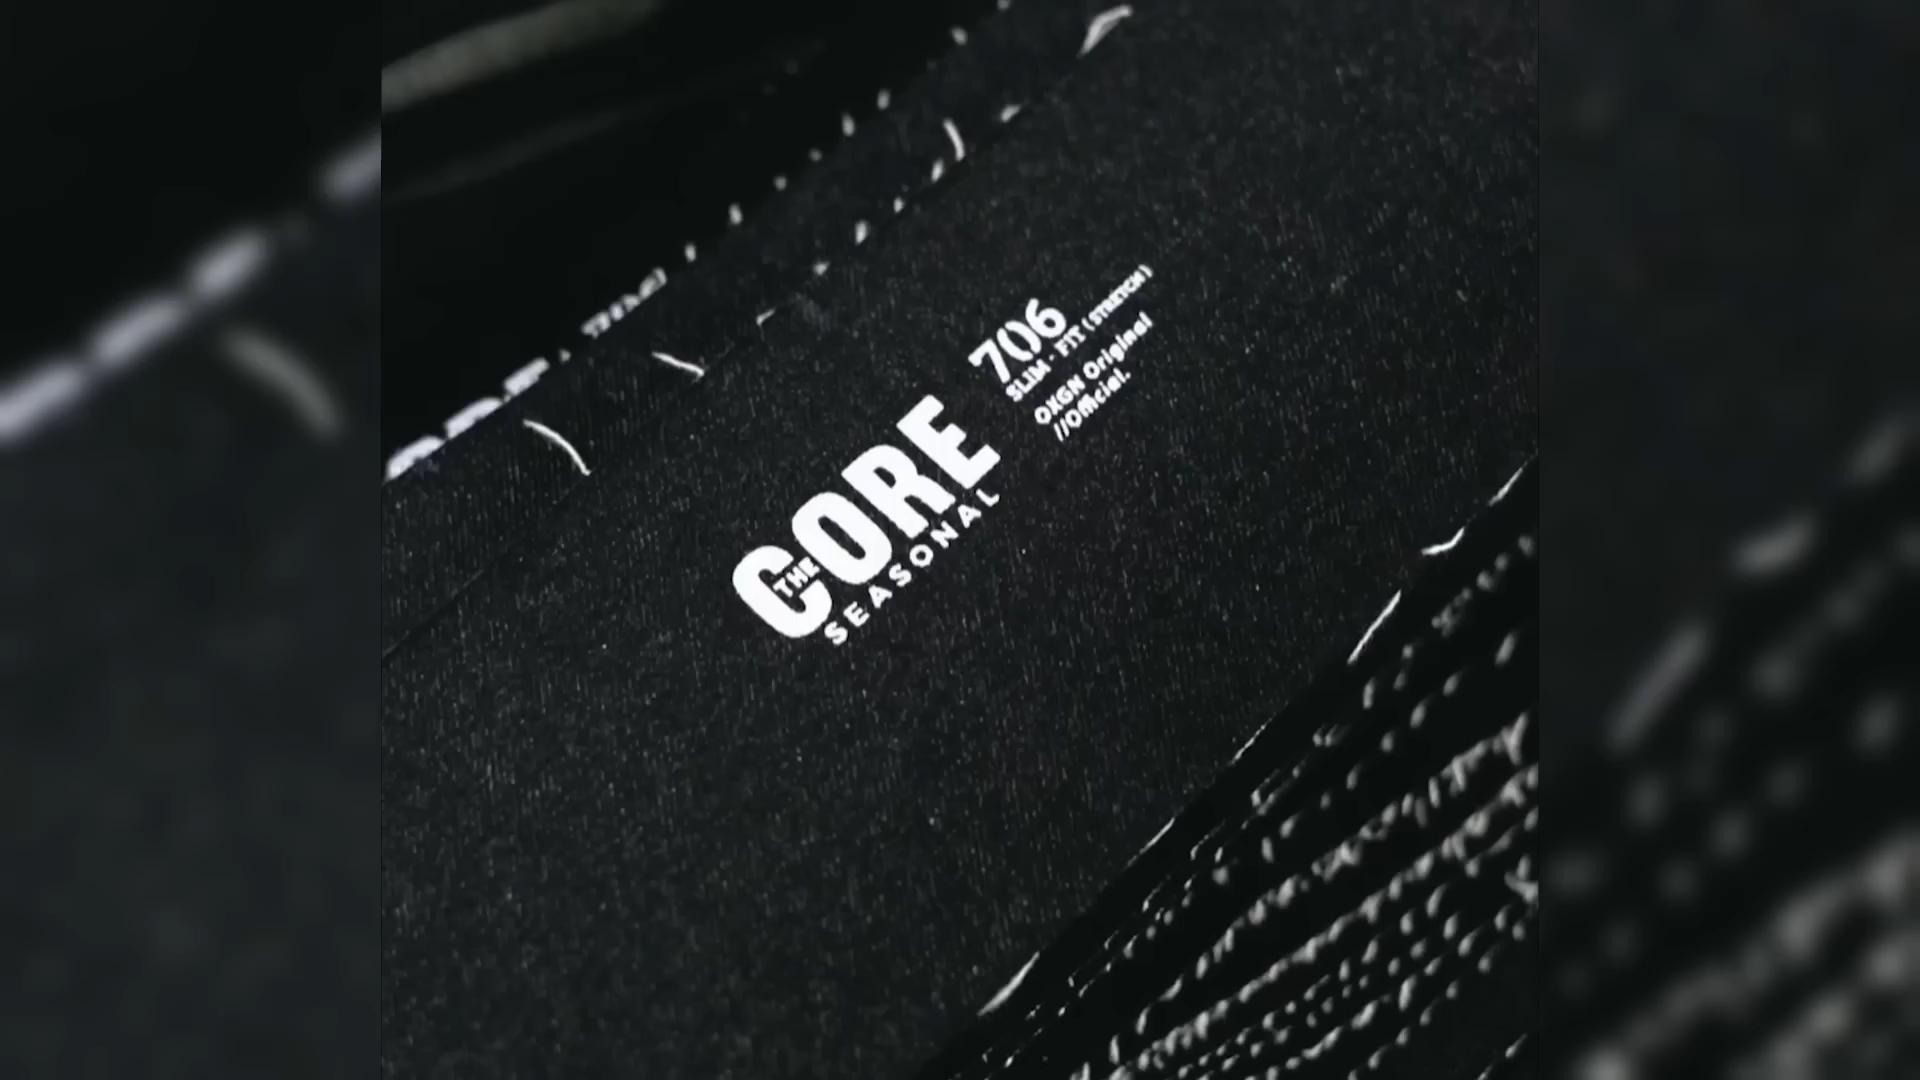 THE
CORE
SEASONAL
706
SLIM - FIT (STRETCH)
OXGN Original
//Official.